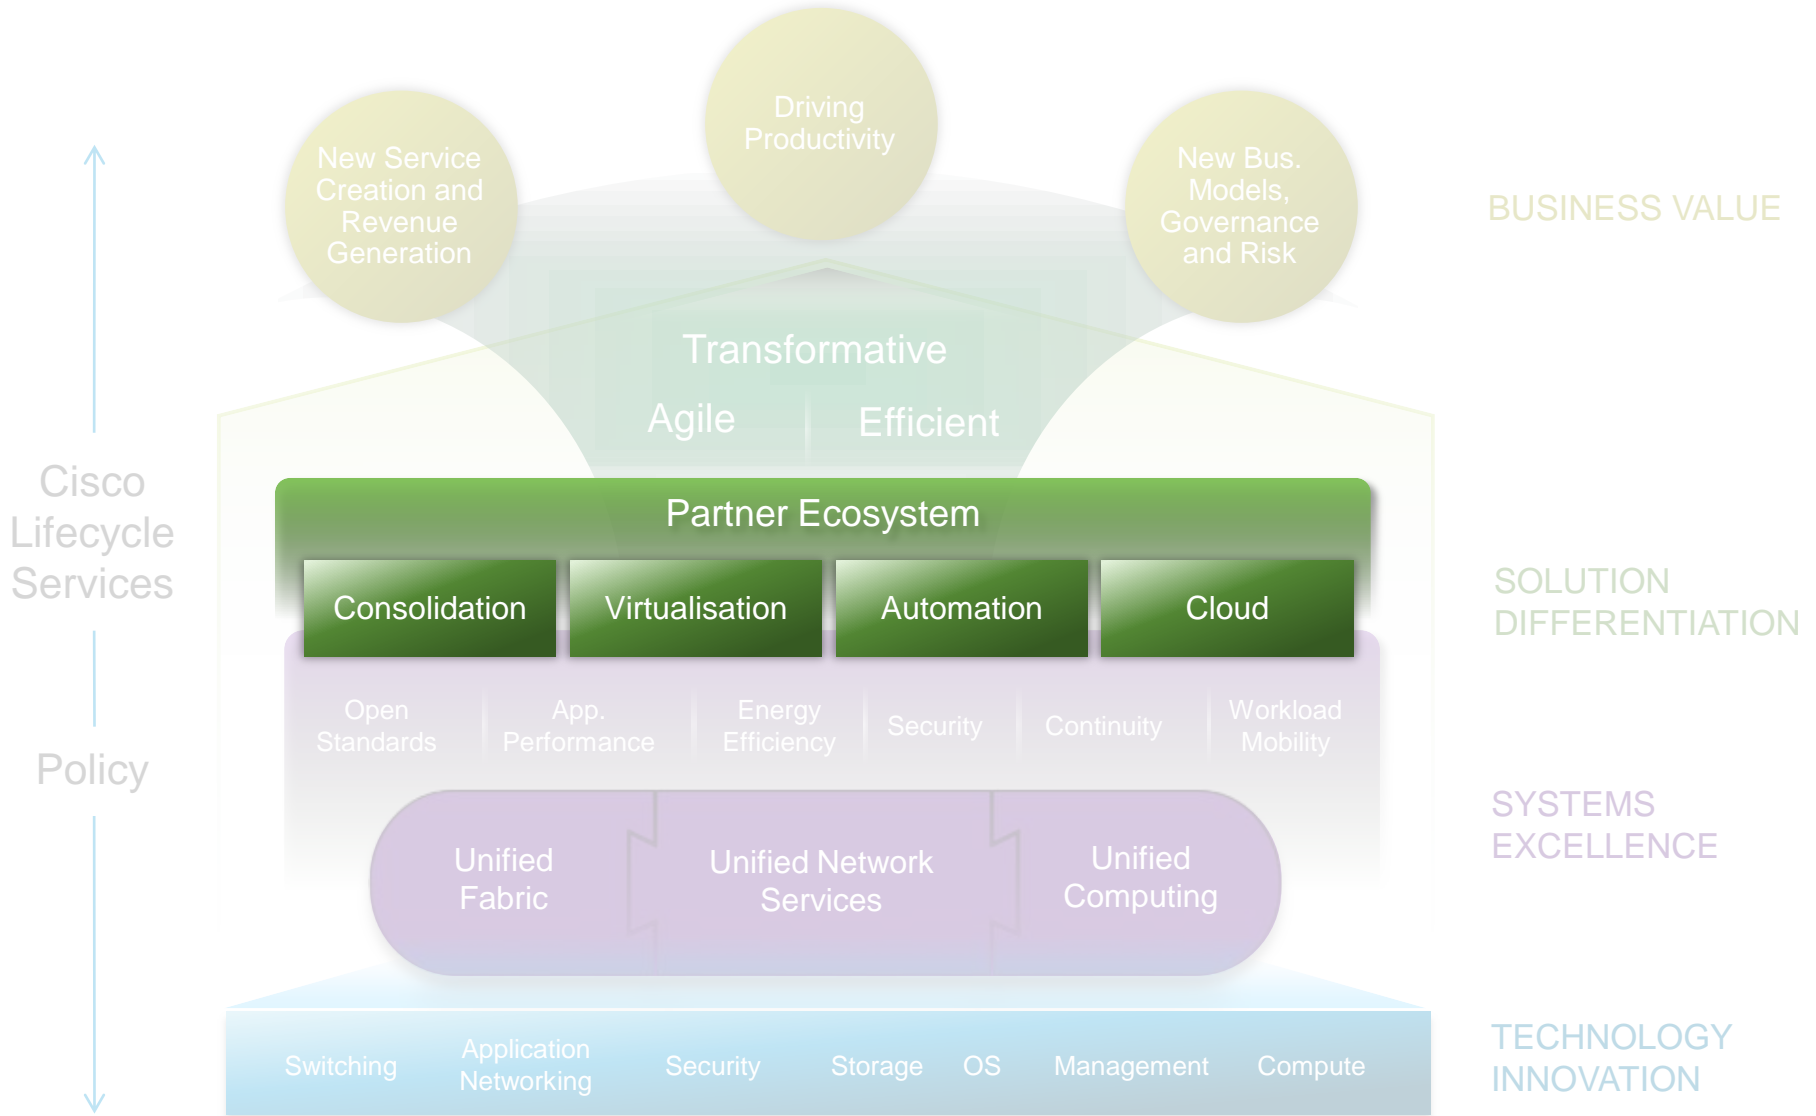 Driving
Productivity
New Service
Creation and
Revenue
Generation
New Bus.
Models,
Governance
and Risk
BUSINESS VALUE
Transformative
Agile
Efficient
Cisco
Lifecycle
Services
Partner Ecosystem
Consolidation
Virtualisation
Automation
Cloud
SOLUTION
DIFFERENTIATION
Open
Standards
App.
Performance
Energy
Efficiency
Security
Continuity
Workload
Mobility
Policy
Unified
Fabric
Unified Network
Services
Unified
Computing
SYSTEMS
EXCELLENCE
Switching
Application
Networking
Security
Storage
OS
Management
Compute
TECHNOLOGY
INNOVATION